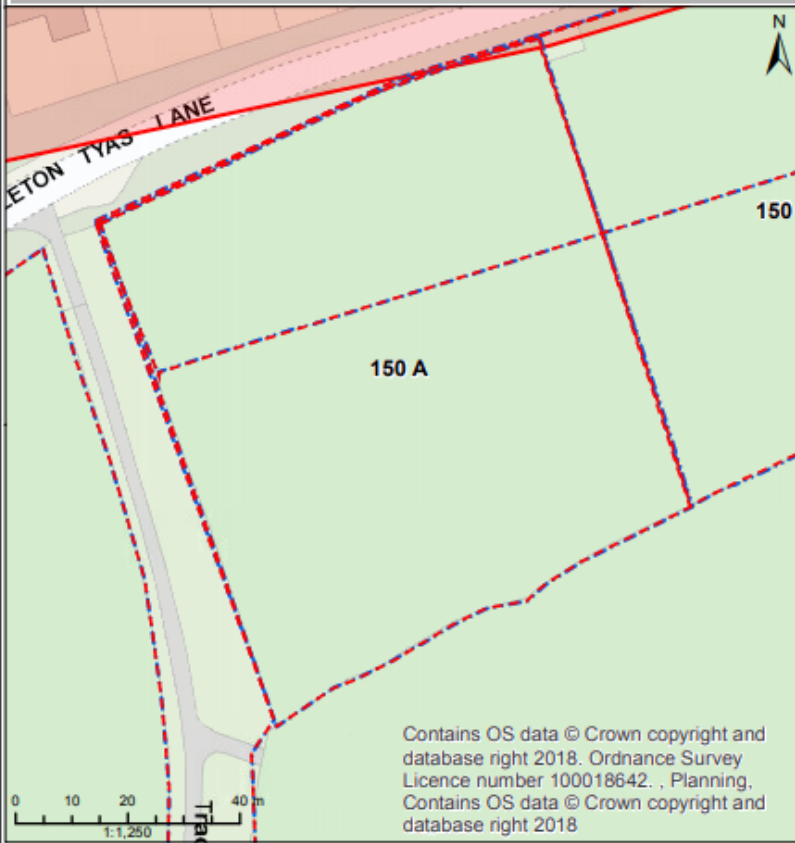 N
LETON TYAS LANE
150
150 A
Contains OS data © Crown copyright and
database right 2018. Ordnance Survey
Licence number 100018642. , Planning,
Contains OS data © Crown copyright and
database right 2018
0 10 20 40 m
1:1,250
Trac